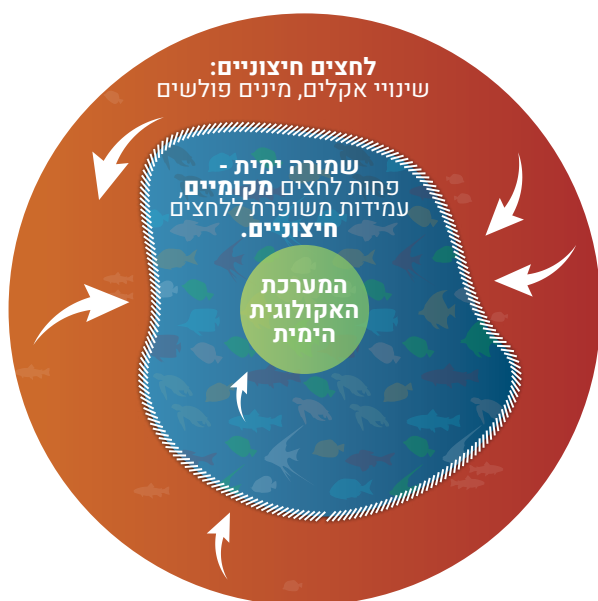 לחצים חיצוניים:
שינויי אקלים, מינים פולשים
שמורה ימית -
פחות לחצים מקומיים,
עמידות משופרת ללחצים
חיצוניים.
המערכת
האקולוגית
הימית